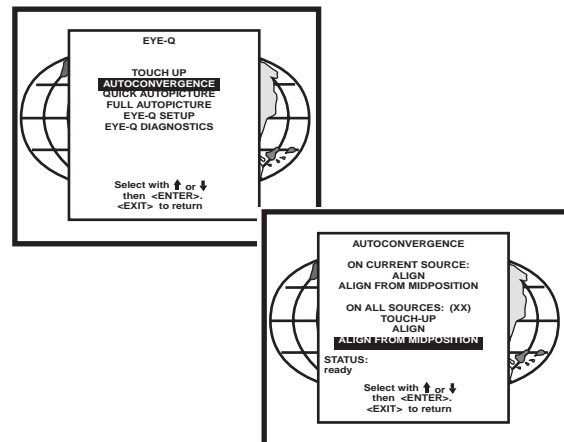 EYE-Q
TOUCH UP
AUTOCONVERGENCE
QUICK AUTOPICTURE
FULL AUTOPICTURE
EYE-Q SETUP
EYE-Q DIAGNOSTICS
Select with ↑ or ↓
then <ENTER>.
<EXIT> to return
AUTOCONVERGENCE
ON CURRENT SOURCE:
ALIGN
ALIGN FROM MIDPOSITION
ON ALL SOURCES: (XX)
TOUCH-UP
ALIGN
ALIGN FROM MIDPOSITION
STATUS:
ready
Select with ↑ or ↓
then <ENTER>.
<EXIT> to return